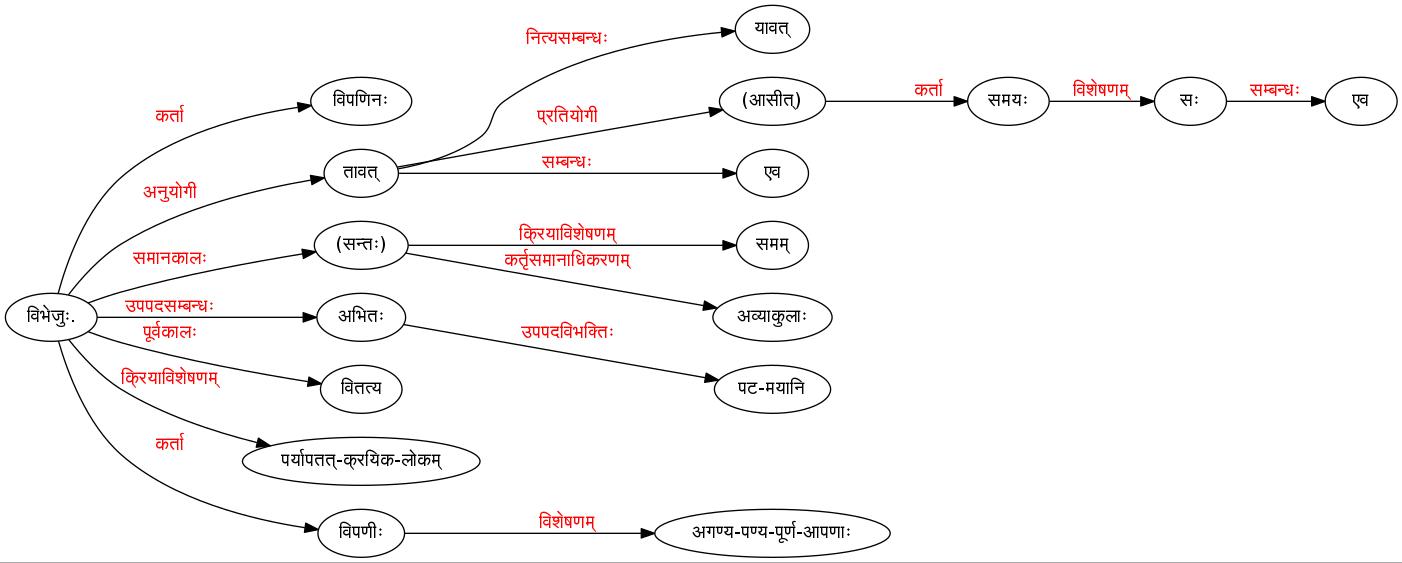 नित्यसम्बन्धः
यावत्
कर्ता
विपणिनः
प्रतियोगी
(आसीत्)
कर्ता
समयः
विशेषणम्
सः
सम्बन्धः
एव
अनुयोगी
तावत्
सम्बन्धः
एव
समानकालः
(सन्तः)
क्रियाविशेषणम्
समम्
कर्तृसमानाधिकरणम्
अव्याकुलाः
विभेजुः.
उपपदसम्बन्धः
अभितः
उपपदविभक्तिः
पट-मयानि
पूर्वकालः
वितत्य
क्रियाविशेषणम्
पर्यापतत्-क्रयिक-लोकम्
कर्ता
विपणीः
विशेषणम्
अगण्य-पण्य-पूर्ण-आपणाः